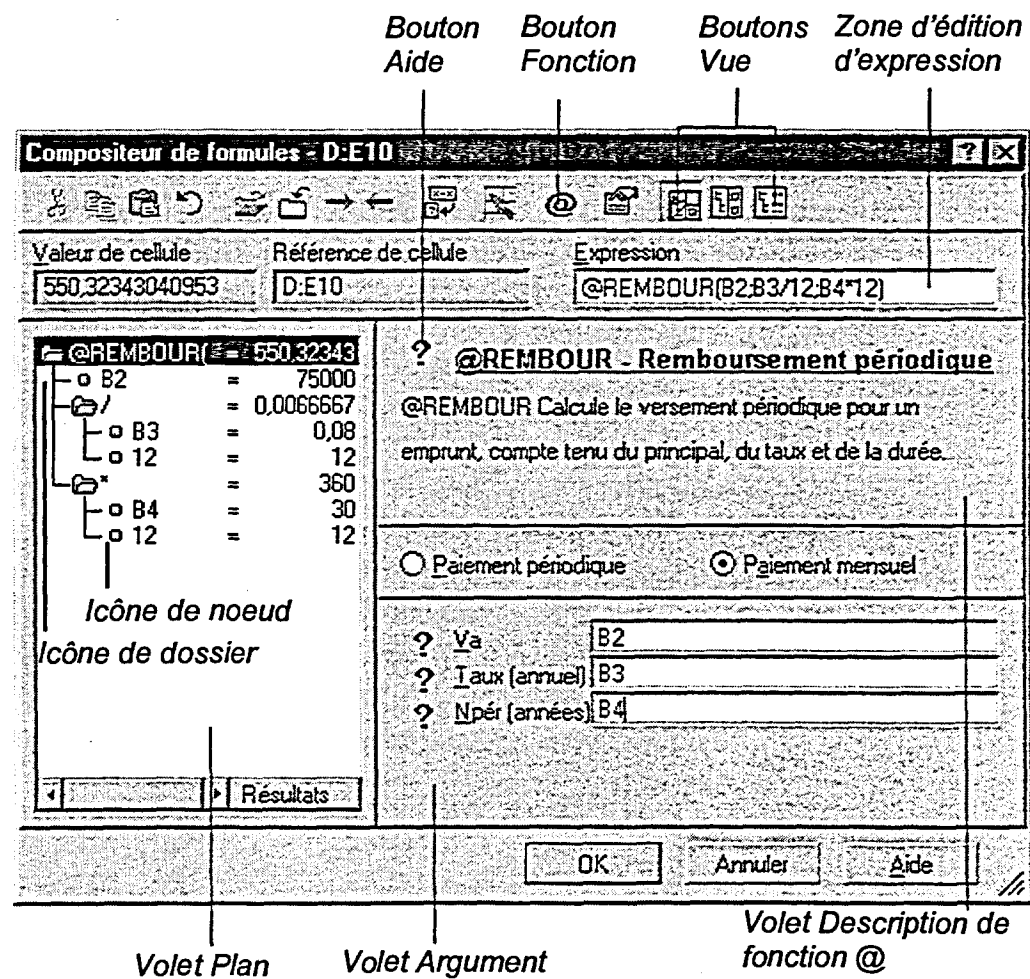 Bouton Aide
Bouton Fonction
Boutons Vue
Zone d'édition d'expression
Compositeur de formules - D:E10
Valeur de cellule
Référence de cellule
Expression
550,32343040953
D:E10
@REMBOUR(B2;B3/12;B4*12)
@REMBOUR( = 550,32343
B2 = 75000
/ = 0,0066667
B3 = 0,08
12 = 12
* = 360
B4 = 30
12 = 12
Icône de noeud
Icône de dossier
Résultats
? @REMBOUR - Remboursement périodique
@REMBOUR Calcule le versement périodique pour un
emprunt, compte tenu du principal, du taux et de la durée.
Paiement périodique
Paiement mensuel
? Va B2
? Taux (annuel) B3
? Npér (années) B4
OK
Annuler
Aide
Volet Plan
Volet Argument
Volet Description de fonction @